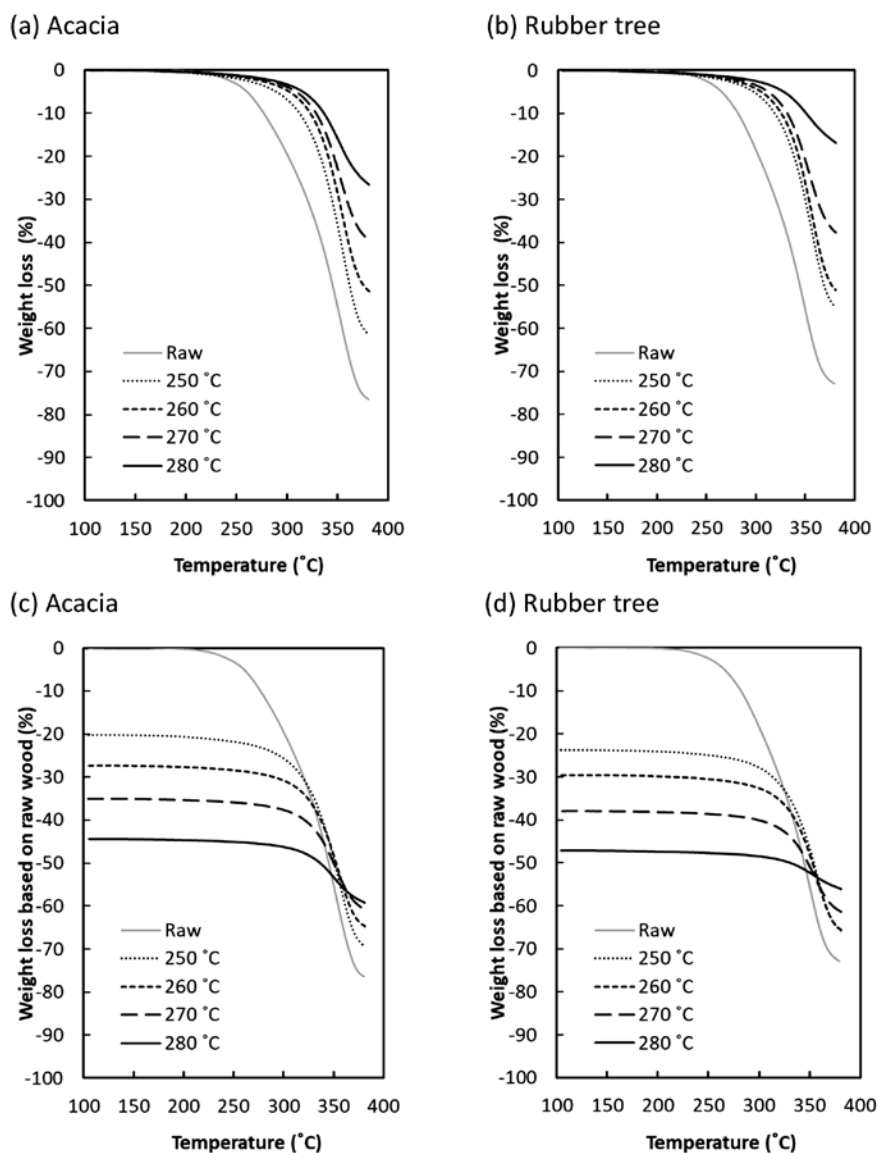 (a) Acacia
0
-10
-20
-30
-40
-50
-60
-70
-80
-90
-100
Weight loss (%)
Raw
250 ˚C
260 ˚C
270 ˚C
280 ˚C
100 150 200 250 300 350 400
Temperature (˚C)
(b) Rubber tree
0
-10
-20
-30
-40
-50
-60
-70
-80
-90
-100
Weight loss (%)
Raw
250 ˚C
260 ˚C
270 ˚C
280 ˚C
100 150 200 250 300 350 400
Temperature (˚C)
(c) Acacia
0
-10
-20
-30
-40
-50
-60
-70
-80
-90
-100
Weight loss based on raw wood (%)
Raw
250 ˚C
260 ˚C
270 ˚C
280 ˚C
100 150 200 250 300 350 400
Temperature (˚C)
(d) Rubber tree
0
-10
-20
-30
-40
-50
-60
-70
-80
-90
-100
Weight loss based on raw wood (%)
Raw
250 ˚C
260 ˚C
270 ˚C
280 ˚C
100 150 200 250 300 350 400
Temperature (˚C)